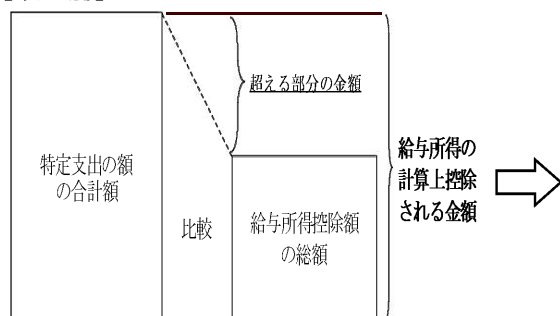 超える部分の金額
特定支出の額
の合計額
比較
給与所得控除額
の総額
給与所得の
計算上控除
される金額